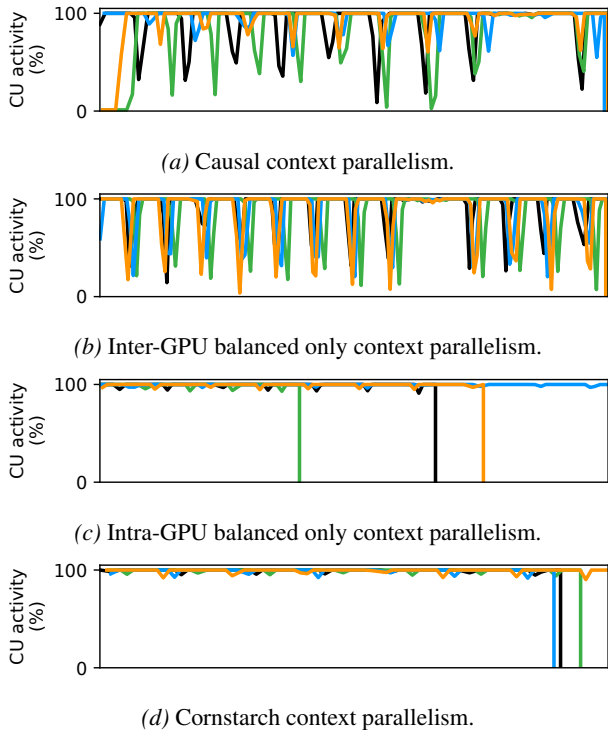 100
CU activity
(%)
0
(a) Causal context parallelism.
100
CU activity
(%)
0
(b) Inter-GPU balanced only context parallelism.
100
CU activity
(%)
0
(c) Intra-GPU balanced only context parallelism.
100
CU activity
(%)
0
(d) Cornstarch context parallelism.